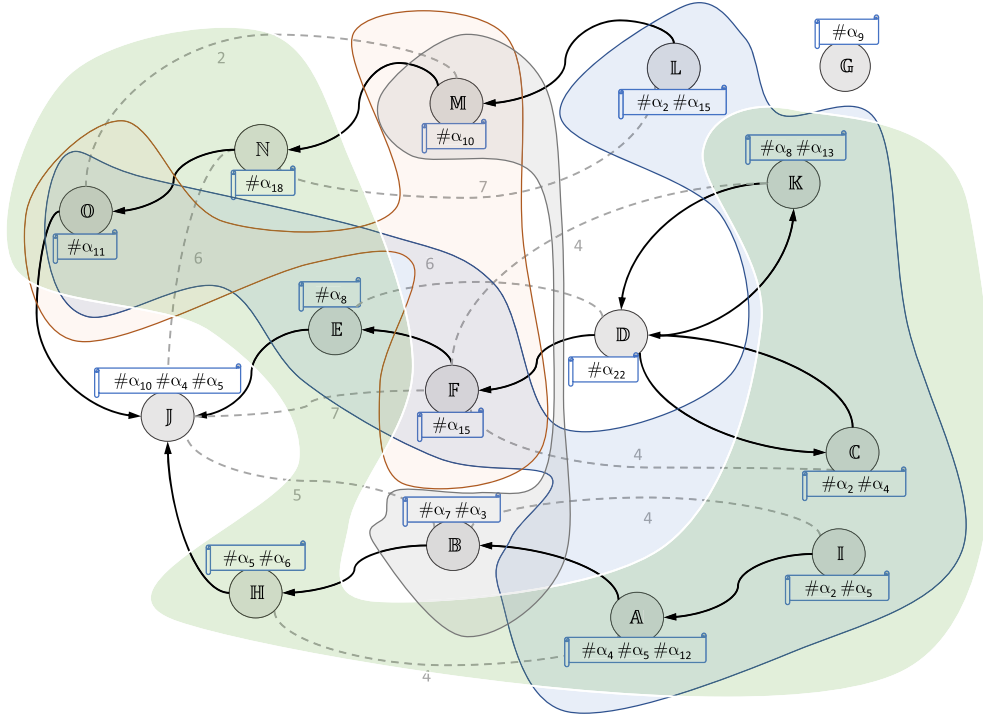 #α₉
𝔾
𝕃
#α₂ #α₁₅
2
𝕄
#α₁₀
ℕ
#α₁₈
#α₈ #α₁₃
𝕂
7
𝕆
#α₁₁
4
6
6
#α₈
𝔼
𝔻
#α₂₂
#α₁₀ #α₄ #α₅
𝕁
𝔽
#α₁₅
7
ℂ
#α₂ #α₄
4
5
#α₇ #α₃
𝔹
4
𝕀
#α₂ #α₅
#α₅ #α₆
ℍ
𝔸
#α₄ #α₅ #α₁₂
4